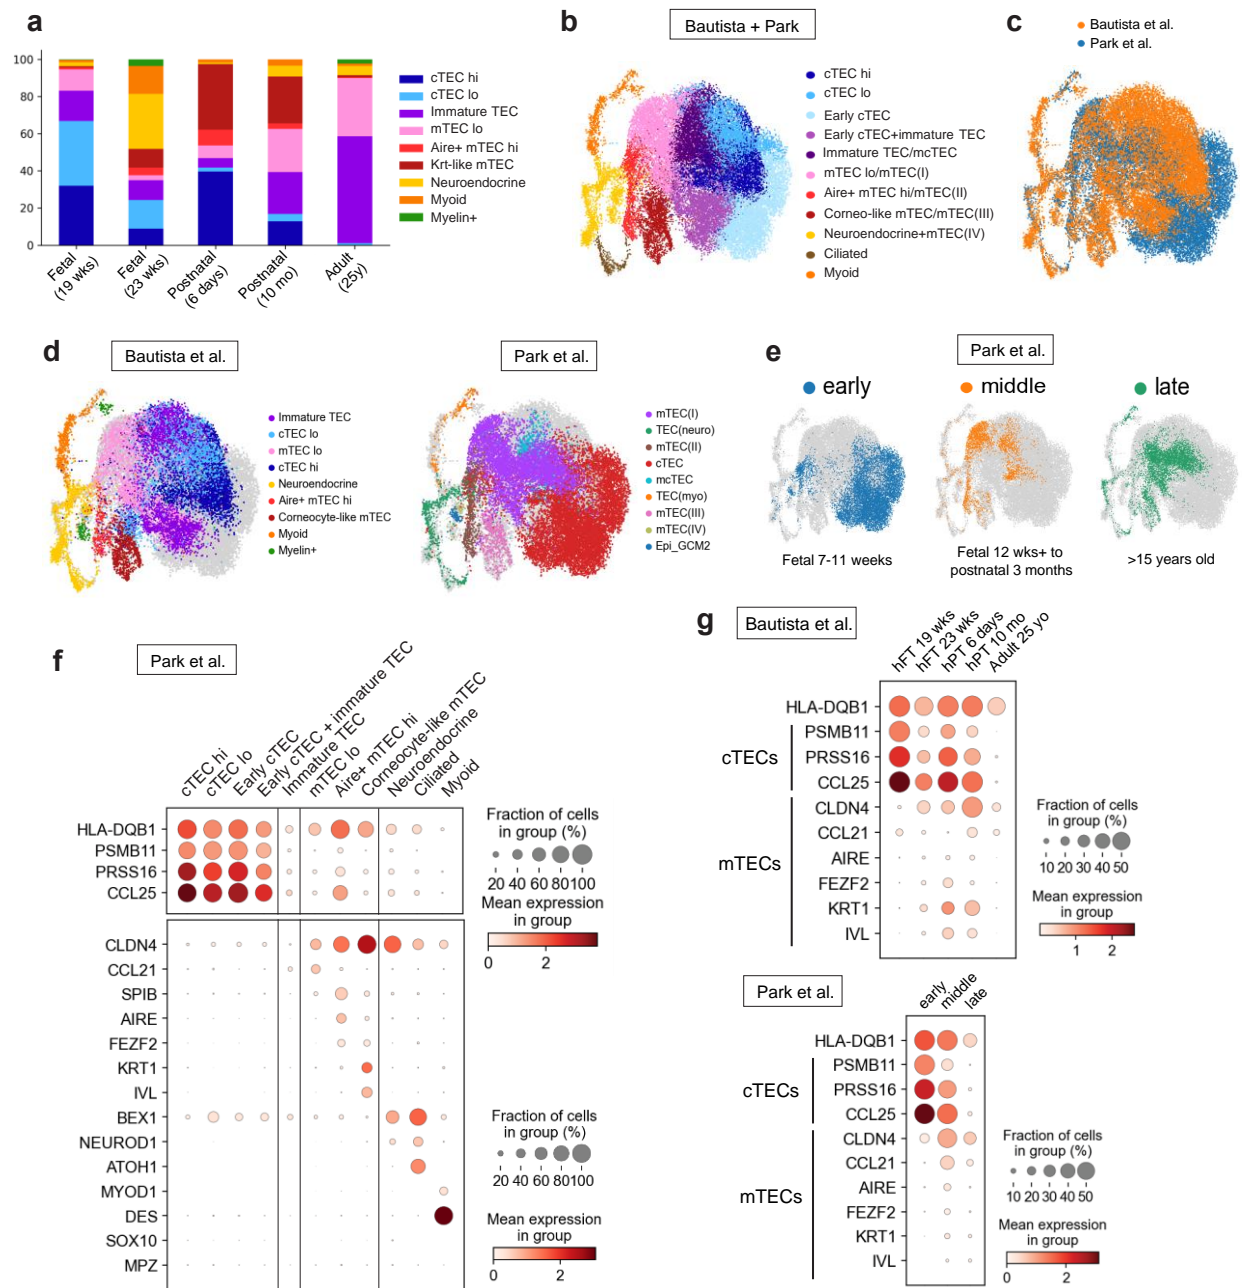 a
100
80
60
40
20
0
Fetal
(19 wks)
Fetal
(23 wks)
Postnatal
(6 days)
Postnatal
(10 mo)
Adult
(25y)
cTEC hi
cTEC lo
Immature TEC
mTEC lo
Aire+ mTEC hi
Krt-like mTEC
Neuroendocrine
Myoid
Myelin+
b
Bautista + Park
cTEC hi
cTEC lo
Early cTEC
Early cTEC+immature TEC
Immature TEC/mcTEC
mTEC lo/mTEC(I)
Aire+ mTEC hi/mTEC(II)
Corneo-like mTEC/mTEC(III)
Neuroendocrine+mTEC(IV)
Ciliated
Myoid
c
Bautista et al.
Park et al.
d
Bautista et al.
Immature TEC
cTEC lo
mTEC lo
cTEC hi
Neuroendocrine
Aire+ mTEC hi
Corneocyte-like mTEC
Myoid
Myelin+
Park et al.
mTEC(I)
TEC(neuro)
mTEC(II)
cTEC
mcTEC
TEC(myo)
mTEC(III)
mTEC(IV)
Epi_GCM2
e
Park et al.
early
middle
late
Fetal 7-11 weeks
Fetal 12 wks+ to
postnatal 3 months
>15 years old
f
Park et al.
cTEC hi
cTEC lo
Early cTEC
Early cTEC + immature TEC
Immature TEC
mTEC lo
Aire+ mTEC hi
Corneocyte-like mTEC
Neuroendocrine
Ciliated
Myoid
HLA-DQB1
PSMB11
PRSS16
CCL25
CLDN4
CCL21
SPIB
AIRE
FEZF2
KRT1
IVL
BEX1
NEUROD1
ATOH1
MYOD1
DES
SOX10
MPZ
Fraction of cells
in group (%)
20 40 60 80100
Mean expression
in group
0 2
Fraction of cells
in group (%)
20 40 60 80100
Mean expression
in group
0 2
g
Bautista et al.
hFT 19 wks
hFT 23 wks
hPT 6 days
hPT 10 mo
Adult 25 yo
HLA-DQB1
PSMB11
PRSS16
CCL25
CLDN4
CCL21
AIRE
FEZF2
KRT1
IVL
cTECs
mTECs
Fraction of cells
in group (%)
10 20 30 40 50
Mean expression
in group
1 2
Park et al.
early
middle
late
HLA-DQB1
PSMB11
PRSS16
CCL25
CLDN4
CCL21
AIRE
FEZF2
KRT1
IVL
cTECs
mTECs
Fraction of cells
in group (%)
10 20 30 40 50
Mean expression
in group
0 2